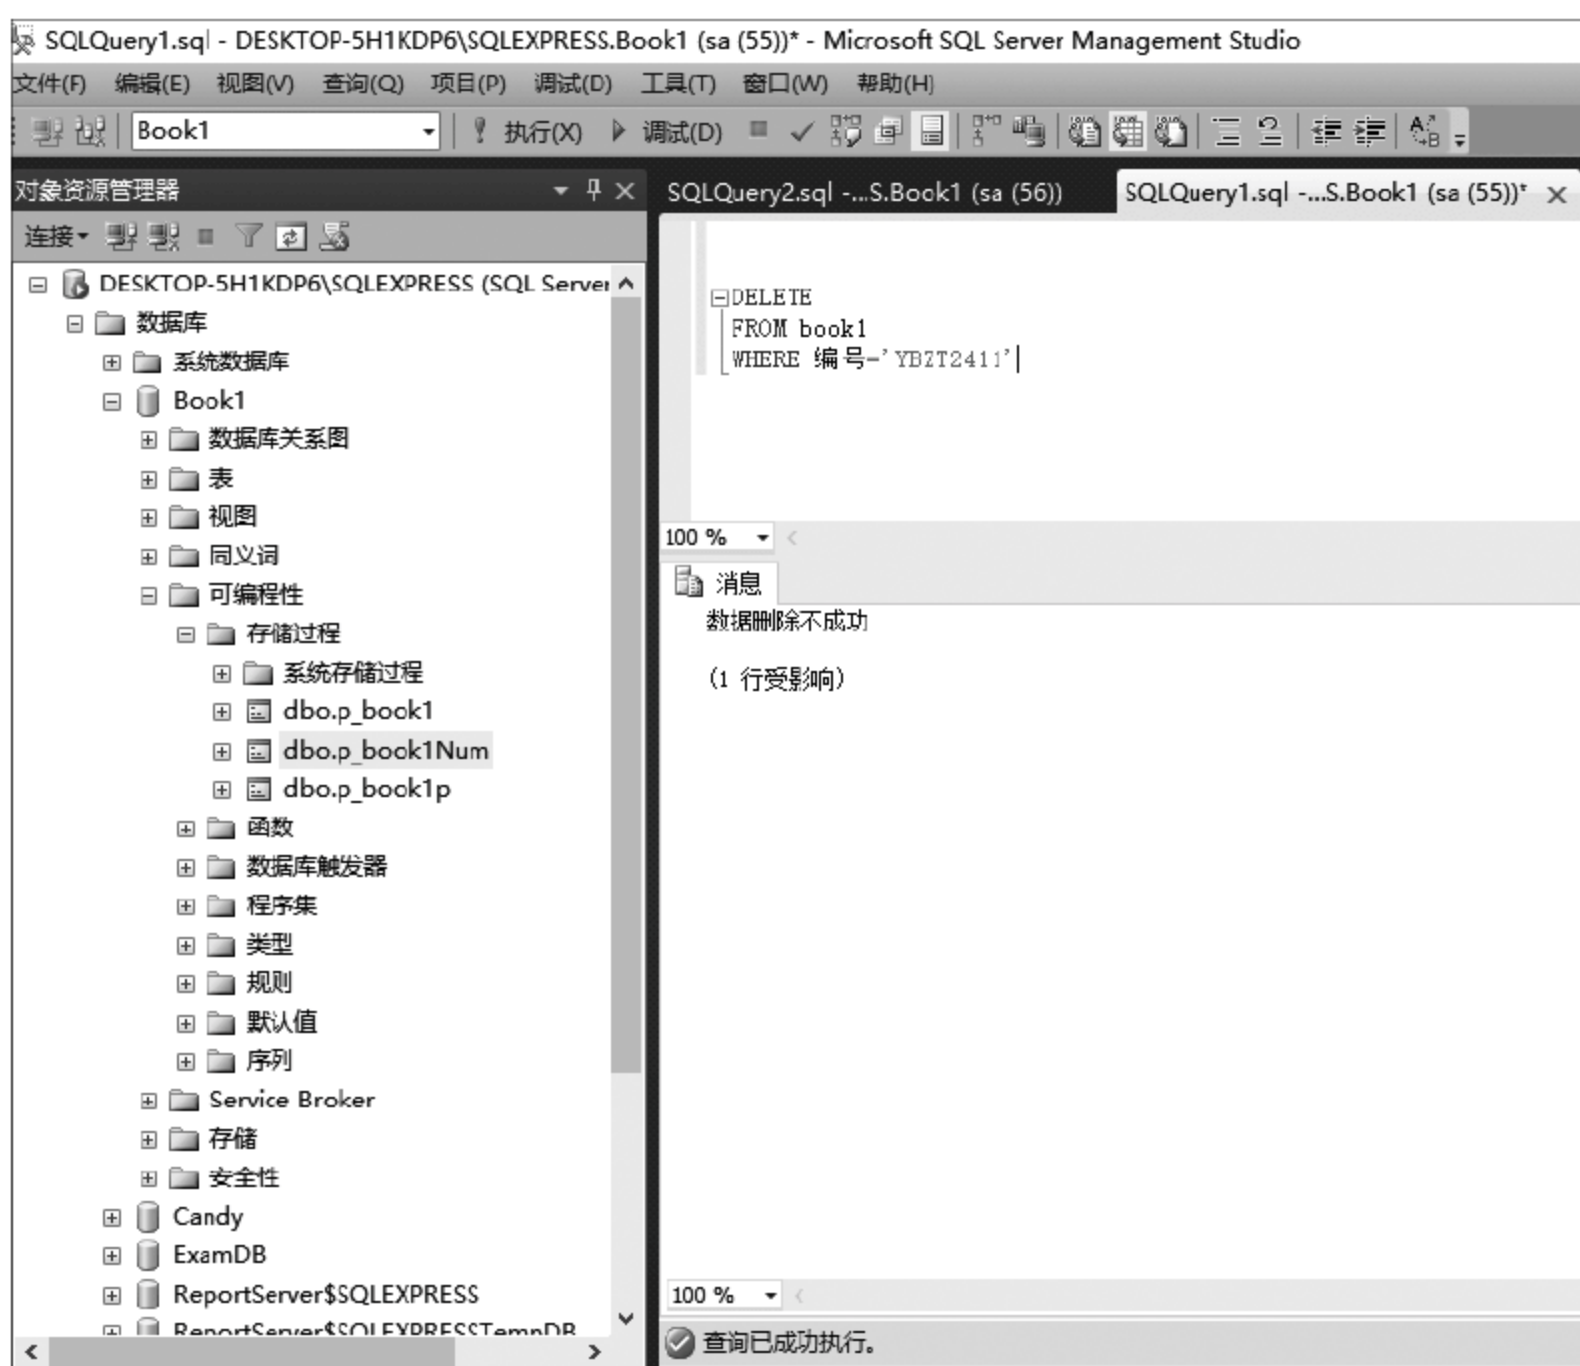 SQLQuery1.sql - DESKTOP-5H1KDP6\SQLEXPRESS.Book1 (sa (55))* - Microsoft SQL Server Management Studio
文件(F) 编辑(E) 视图(V) 查询(Q) 项目(P) 调试(D) 工具(T) 窗口(W) 帮助(H)
Book1 执行(X) 调试(D)
对象资源管理器
连接
DESKTOP-5H1KDP6\SQLEXPRESS (SQL Server
数据库
系统数据库
Book1
数据库关系图
表
视图
同义词
可编程性
存储过程
系统存储过程
dbo.p_book1
dbo.p_book1Num
dbo.p_book1p
函数
数据库触发器
程序集
类型
规则
默认值
序列
Service Broker
存储
安全性
Candy
ExamDB
ReportServer$SQLEXPRESS
ReportServer$SQLEXPRESSTempDB
SQLQuery2.sql -...S.Book1 (sa (56)) SQLQuery1.sql -...S.Book1 (sa (55))*
DELETE
FROM book1
WHERE 编号='YBZT2411'
100 %
消息
数据删除不成功
(1 行受影响)
100 %
查询已成功执行。